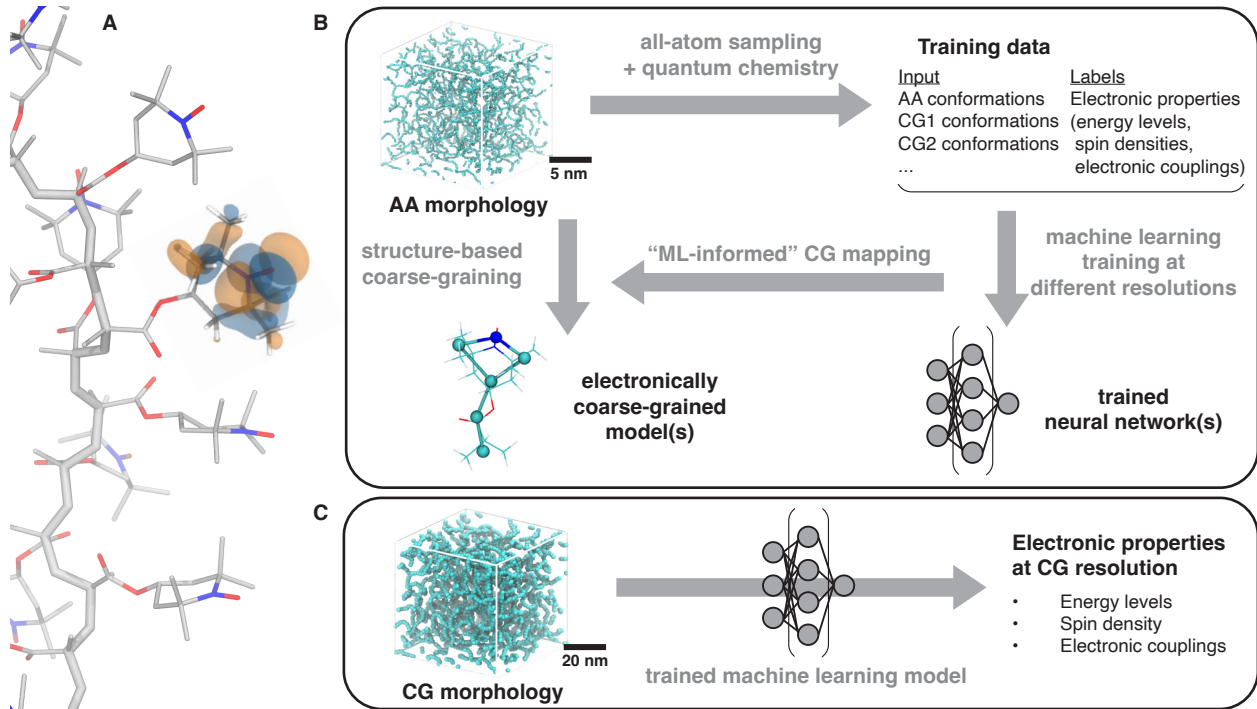 A
B
all-atom sampling
+ quantum chemistry
5 nm
AA morphology
Training data
Input
Labels
AA conformations
Electronic properties
CG1 conformations
(energy levels,
CG2 conformations
spin densities,
...
electronic couplings)
structure-based
coarse-graining
“ML-informed” CG mapping
machine learning
training at
different resolutions
electronically
coarse-grained
model(s)
trained
neural network(s)
C
20 nm
CG morphology
trained machine learning model
Electronic properties
at CG resolution
• Energy levels
• Spin density
• Electronic couplings